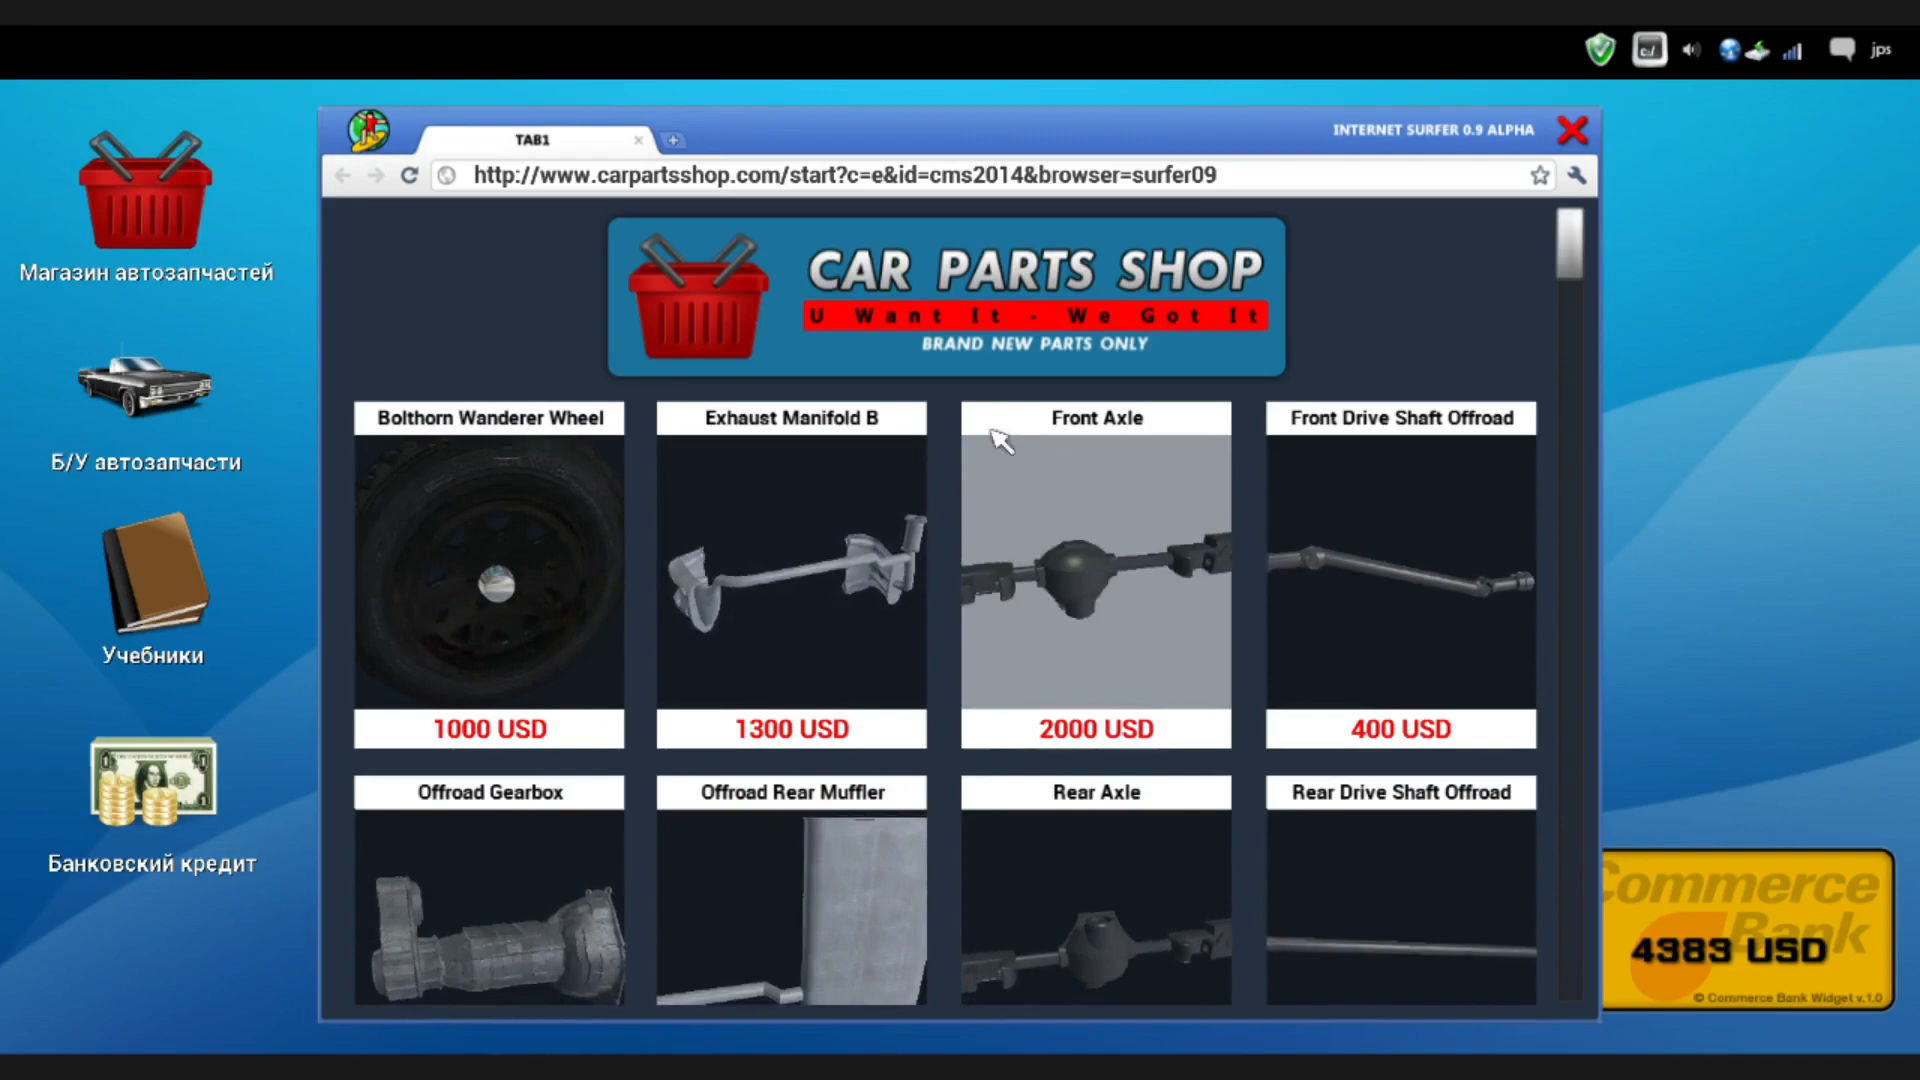 jps
TAB1
INTERNET SURFER 0.9 ALPHA
http://www.carpartsshop.com/start?c=e&id=cms2014&browser=surfer09
CAR PARTS SHOP
U Want It - We Got It
BRAND NEW PARTS ONLY
Магазин автозапчастей
Б/У автозапчасти
Учебники
Банковский кредит
Bolthorn Wanderer Wheel
1000 USD
Exhaust Manifold B
1300 USD
Front Axle
2000 USD
Front Drive Shaft Offroad
400 USD
Offroad Gearbox
Offroad Rear Muffler
Rear Axle
Rear Drive Shaft Offroad
Commerce
Bank
4383 USD
© Commerce Bank Widget v.1.0